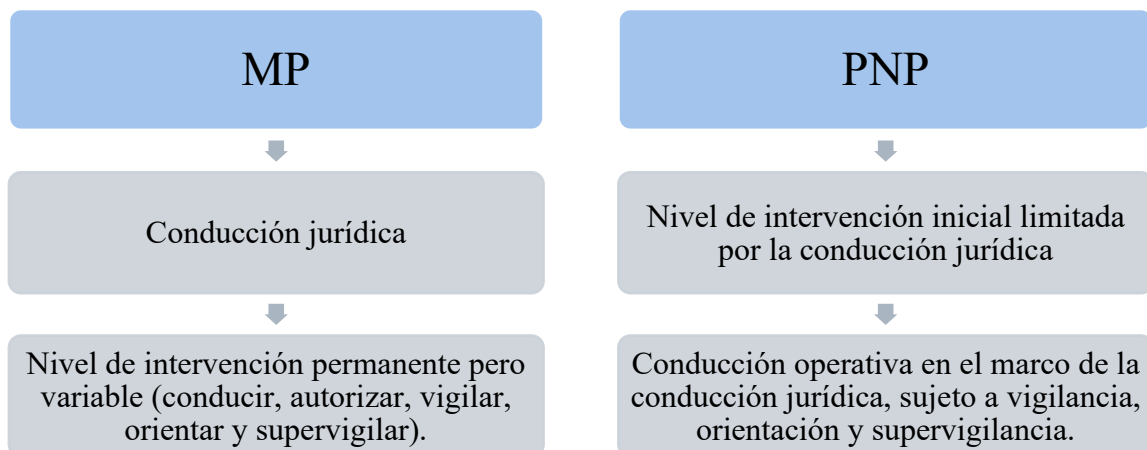 MP
Conducción jurídica
Nivel de intervención permanente pero
variable (conducir, autorizar, vigilar,
orientar y supervigilar).
PNP
Nivel de intervención inicial limitada
por la conducción jurídica
Conducción operativa en el marco de la
conducción jurídica, sujeto a vigilancia,
orientación y supervigilancia.